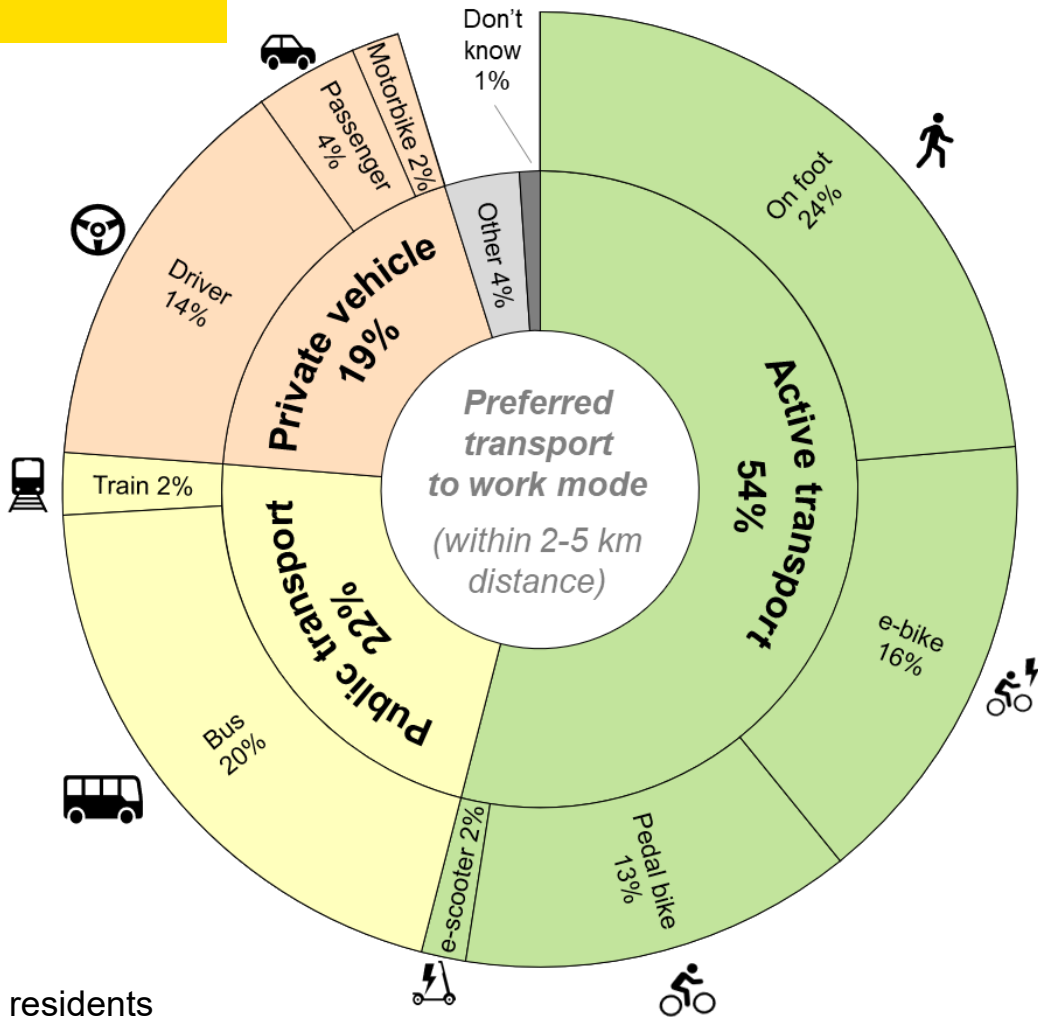 Don't
know
1%
On foot
24%
e-bike
16%
Pedal bike
13%
e-scooter 2%
Active transport
54%
Bus
20%
Train 2%
Public transport
22%
Driver
14%
Passenger
4%
Motorbike 2%
Private vehicle
19%
Other 4%
Preferred
transport
to work mode
(within 2-5 km
distance)
residents